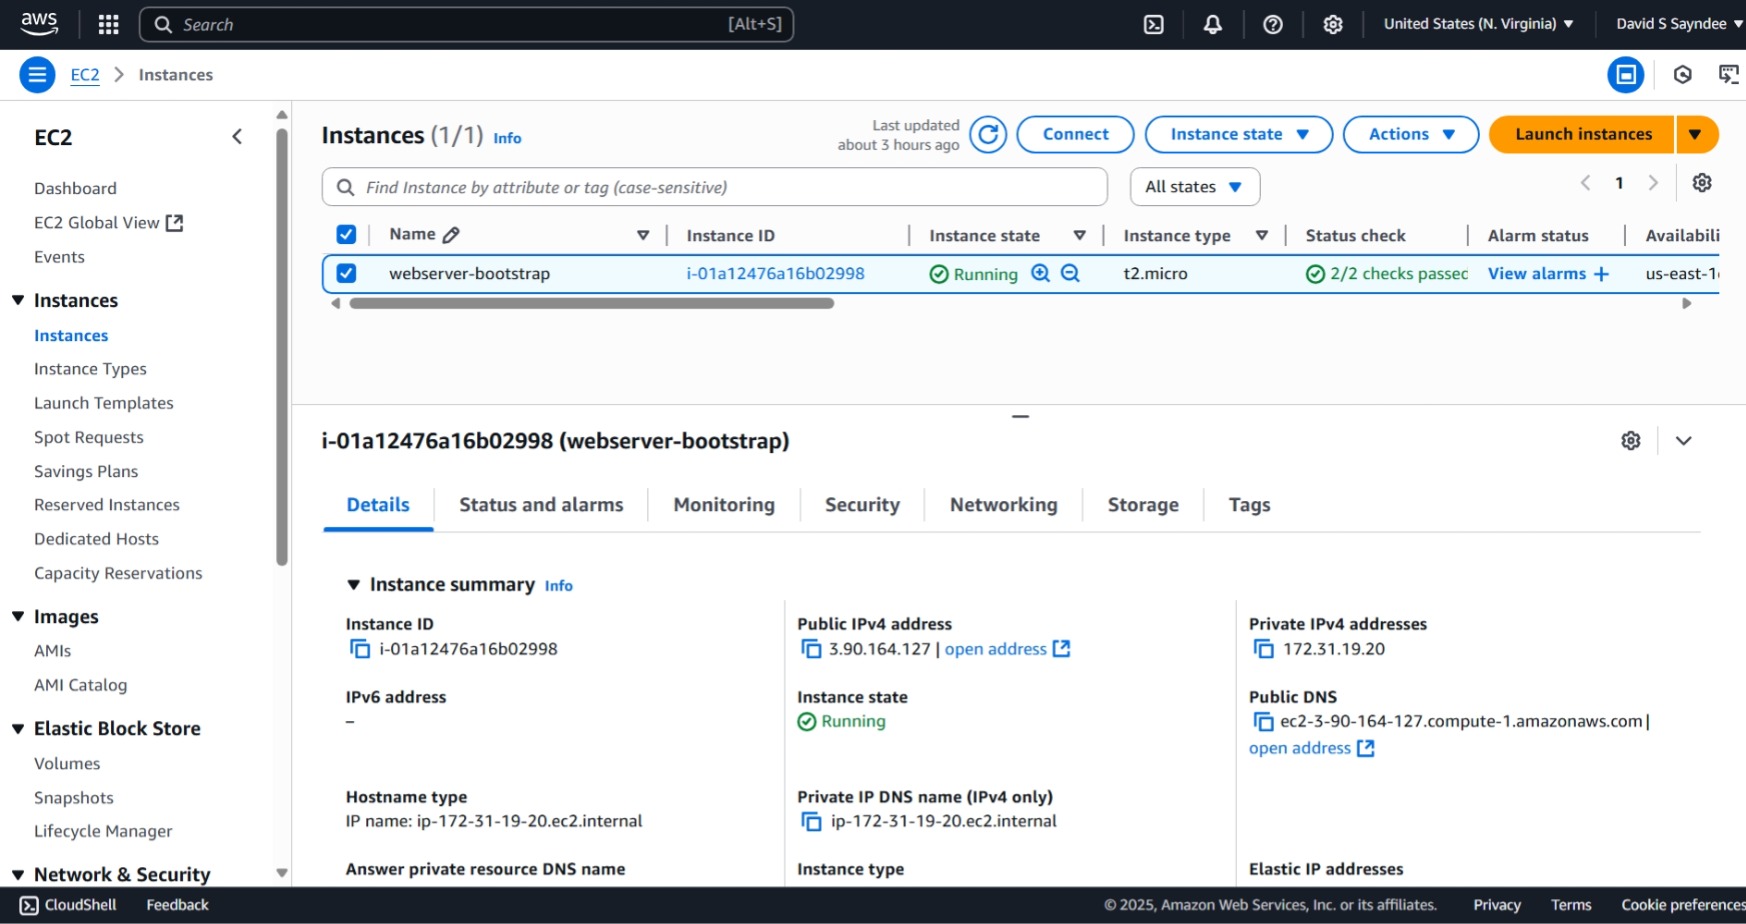 aws
Search [Alt+S]
United States (N. Virginia)
David S Sayndee
EC2
Instances
EC2
Dashboard
EC2 Global View
Events
Instances
Instances
Instance Types
Launch Templates
Spot Requests
Savings Plans
Reserved Instances
Dedicated Hosts
Capacity Reservations
Images
AMIs
AMI Catalog
Elastic Block Store
Volumes
Snapshots
Lifecycle Manager
Network & Security
Instances (1/1) Info
Last updated
about 3 hours ago
Connect
Instance state
Actions
Launch instances
Find Instance by attribute or tag (case-sensitive)
All states
1
Name Instance ID Instance state Instance type Status check Alarm status Availabili
webserver-bootstrap i-01a12476a16b02998 Running t2.micro 2/2 checks passed View alarms + us-east-1
i-01a12476a16b02998 (webserver-bootstrap)
Details Status and alarms Monitoring Security Networking Storage Tags
Instance summary Info
Instance ID
i-01a12476a16b02998
Public IPv4 address
3.90.164.127 | open address
Private IPv4 addresses
172.31.19.20
IPv6 address
–
Instance state
Running
Public DNS
ec2-3-90-164-127.compute-1.amazonaws.com |
open address
Hostname type
IP name: ip-172-31-19-20.ec2.internal
Private IP DNS name (IPv4 only)
ip-172-31-19-20.ec2.internal
Answer private resource DNS name
Instance type
Elastic IP addresses
CloudShell Feedback © 2025, Amazon Web Services, Inc. or its affiliates. Privacy Terms Cookie preferences